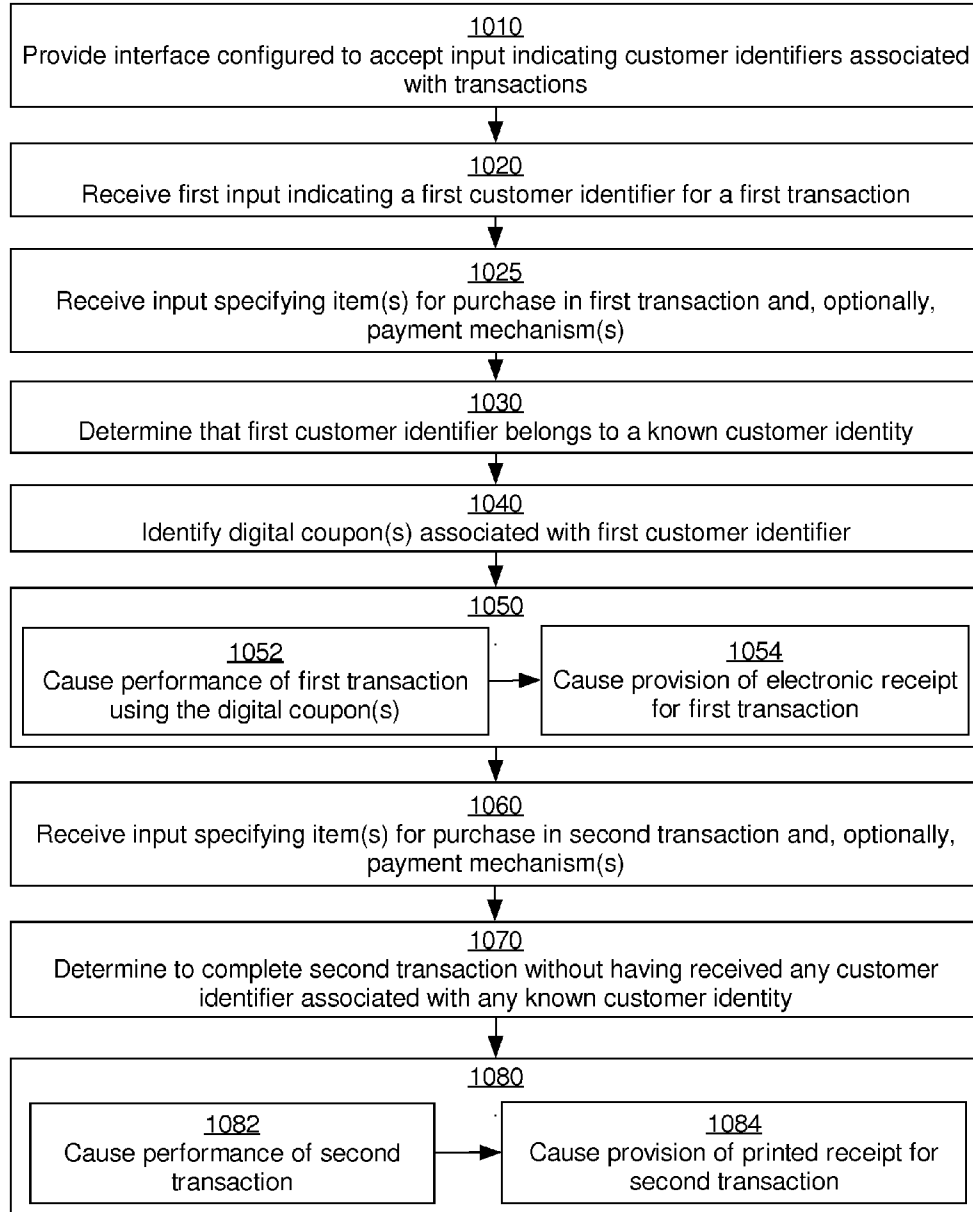 1010
Provide interface configured to accept input indicating customer identifiers associated
with transactions
1020
Receive first input indicating a first customer identifier for a first transaction
1025
Receive input specifying item(s) for purchase in first transaction and, optionally,
payment mechanism(s)
1030
Determine that first customer identifier belongs to a known customer identity
1040
Identify digital coupon(s) associated with first customer identifier
1050
1052
Cause performance of first transaction
using the digital coupon(s)
1054
Cause provision of electronic receipt
for first transaction
1060
Receive input specifying item(s) for purchase in second transaction and, optionally,
payment mechanism(s)
1070
Determine to complete second transaction without having received any customer
identifier associated with any known customer identity
1080
1082
Cause performance of second
transaction
1084
Cause provision of printed receipt for
second transaction